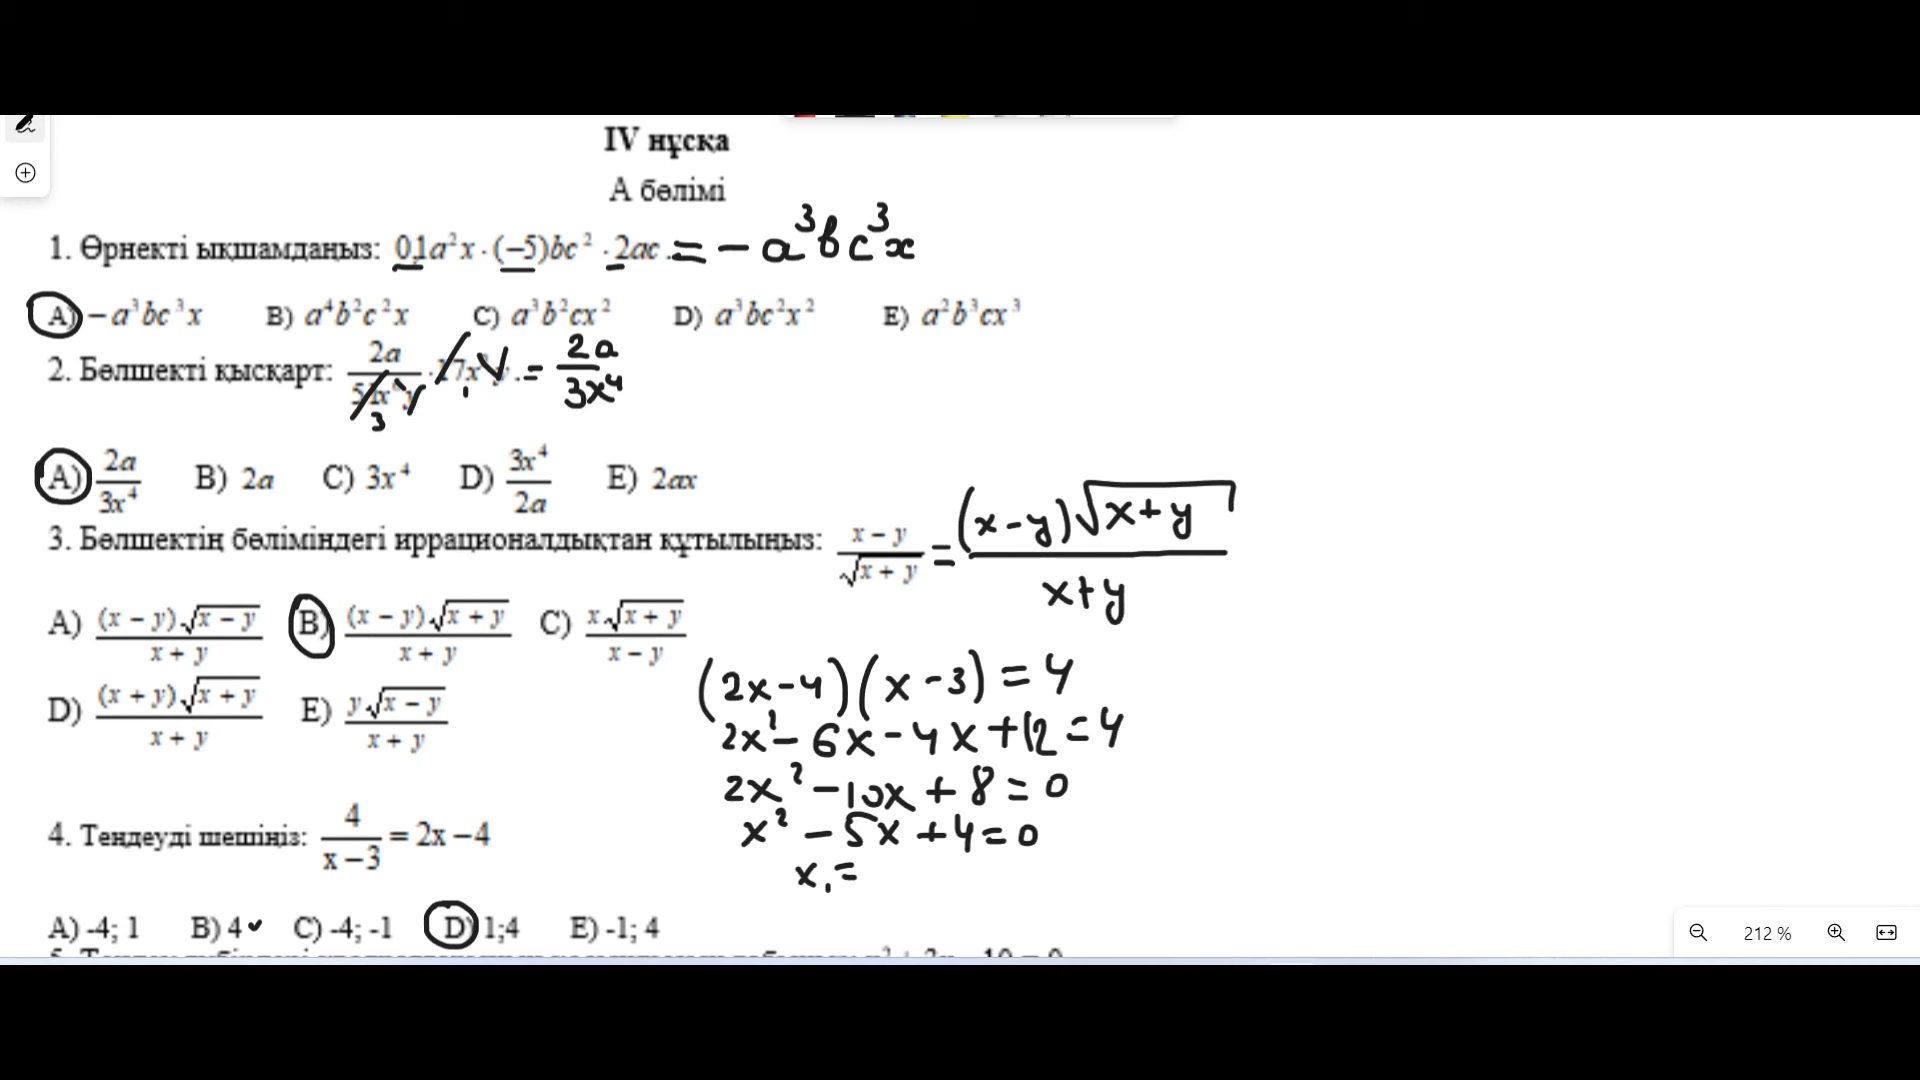 IV нұсқа
А бөлімі
1. Өрнекті ықшамдаңыз: 0,1a²x · (−5)bc² · 2ac . = − a³bc³x
A) − a³bc³x B) a⁴b²c²x C) a³b²cx² D) a³bc²x² E) a²b³cx³
2. Бөлшекті қысқарт: 2a/ · . = 2a/3x⁴
3
A) 2a/3x⁴ B) 2a C) 3x⁴ D) 3x⁴/2a E) 2ax
3. Бөлшектің бөліміндегі иррационалдықтан құтылыңыз: (x − y)/√(x + y) = (x−y)√(x+y)/(x+y)
A) (x − y)√(x − y)/(x + y) B) (x − y)√(x + y)/(x + y) C) x√(x + y)/(x − y)
D) (x + y)√(x + y)/(x + y) E) y√(x − y)/(x + y)
(2x−4)(x−3) = 4
2x²− 6x − 4x + 12 = 4
2x² − 10x + 8 = 0
x² − 5x + 4 = 0
x₁ =
4. Теңдеуді шешіңіз: 4/(x − 3) = 2x − 4
A) -4; 1 B) 4 C) -4; -1 D) 1;4 E) -1; 4
212 %